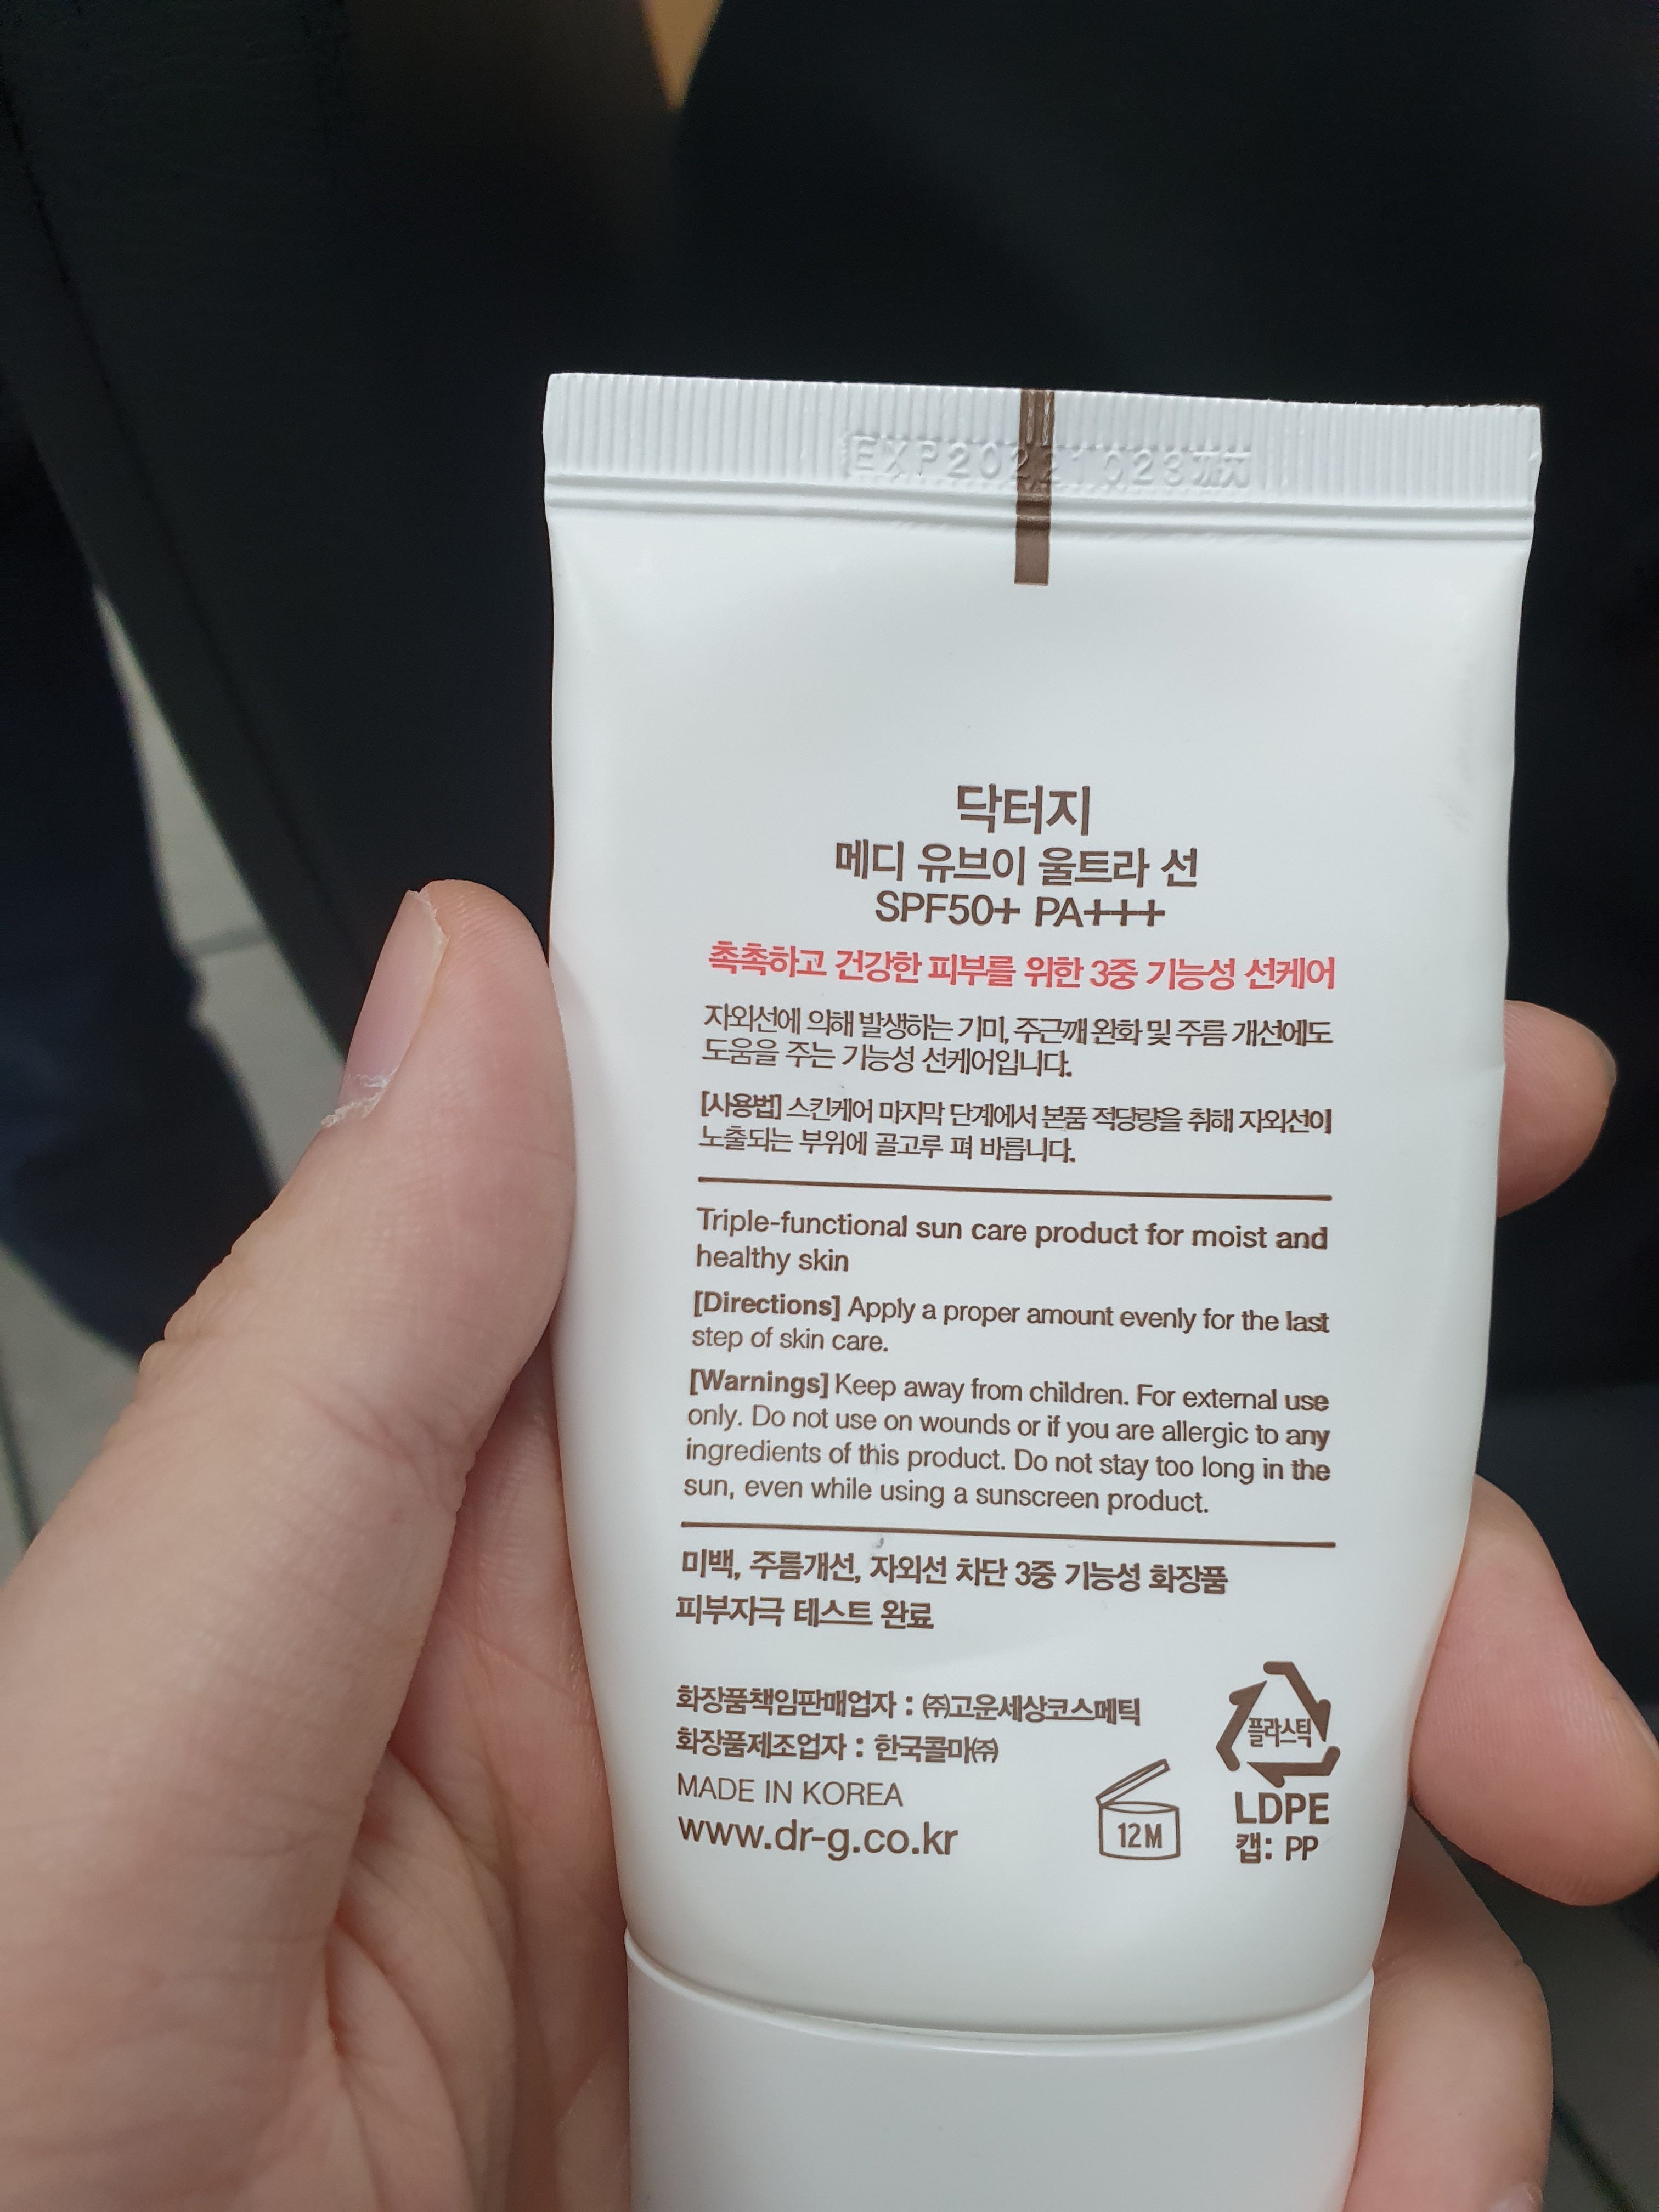 EXP20221023까지
닥터지
메디 유브이 울트라 선
SPF50+ PA+++
촉촉하고 건강한 피부를 위한 3중 기능성 선케어
자외선에 의해 발생하는 기미, 주근깨 완화 및 주름 개선에도
도움을 주는 기능성 선케어입니다.
[사용법] 스킨케어 마지막 단계에서 본품 적당량을 취해 자외선이
노출되는 부위에 골고루 펴 바릅니다.
Triple-functional sun care product for moist and
healthy skin
[Directions] Apply a proper amount evenly for the last
step of skin care.
[Warnings] Keep away from children. For external use
only. Do not use on wounds or if you are allergic to any
ingredients of this product. Do not stay too long in the
sun, even while using a sunscreen product.
미백, 주름개선, 자외선 차단 3중 기능성 화장품
피부자극 테스트 완료
화장품책임판매업자 : ㈜고운세상코스메틱
화장품제조업자 : 한국콜마㈜
MADE IN KOREA
www.dr-g.co.kr
12M
플라스틱
LDPE
캡: PP